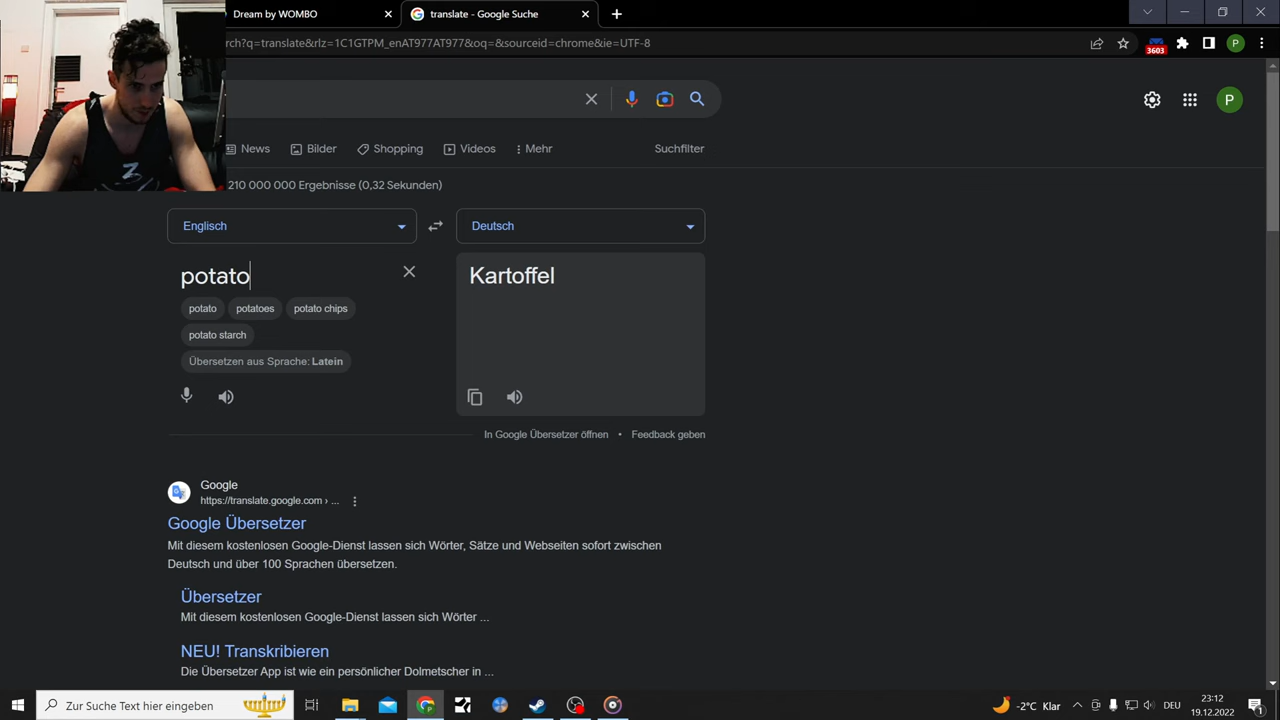 Dream by WOMBO
translate - Google Suche
rch?q=translate&rlz=1C1GTPM_enAT977AT977&oq=&sourceid=chrome&ie=UTF-8
3603
P
P
News
Bilder
Shopping
Videos
Mehr
Suchfilter
210 000 000 Ergebnisse (0,32 Sekunden)
Englisch
Deutsch
potato
Kartoffel
potato
potatoes
potato chips
potato starch
Übersetzen aus Sprache: Latein
In Google Übersetzer öffnen • Feedback geben
Google
https://translate.google.com › ...
Google Übersetzer
Mit diesem kostenlosen Google-Dienst lassen sich Wörter, Sätze und Webseiten sofort zwischen
Deutsch und über 100 Sprachen übersetzen.
Übersetzer
Mit diesem kostenlosen Google-Dienst lassen sich Wörter ...
NEU! Transkribieren
Die Übersetzer App ist wie ein persönlicher Dolmetscher in ...
Zur Suche Text hier eingeben
-2°C Klar
DEU
23:12
19.12.2022